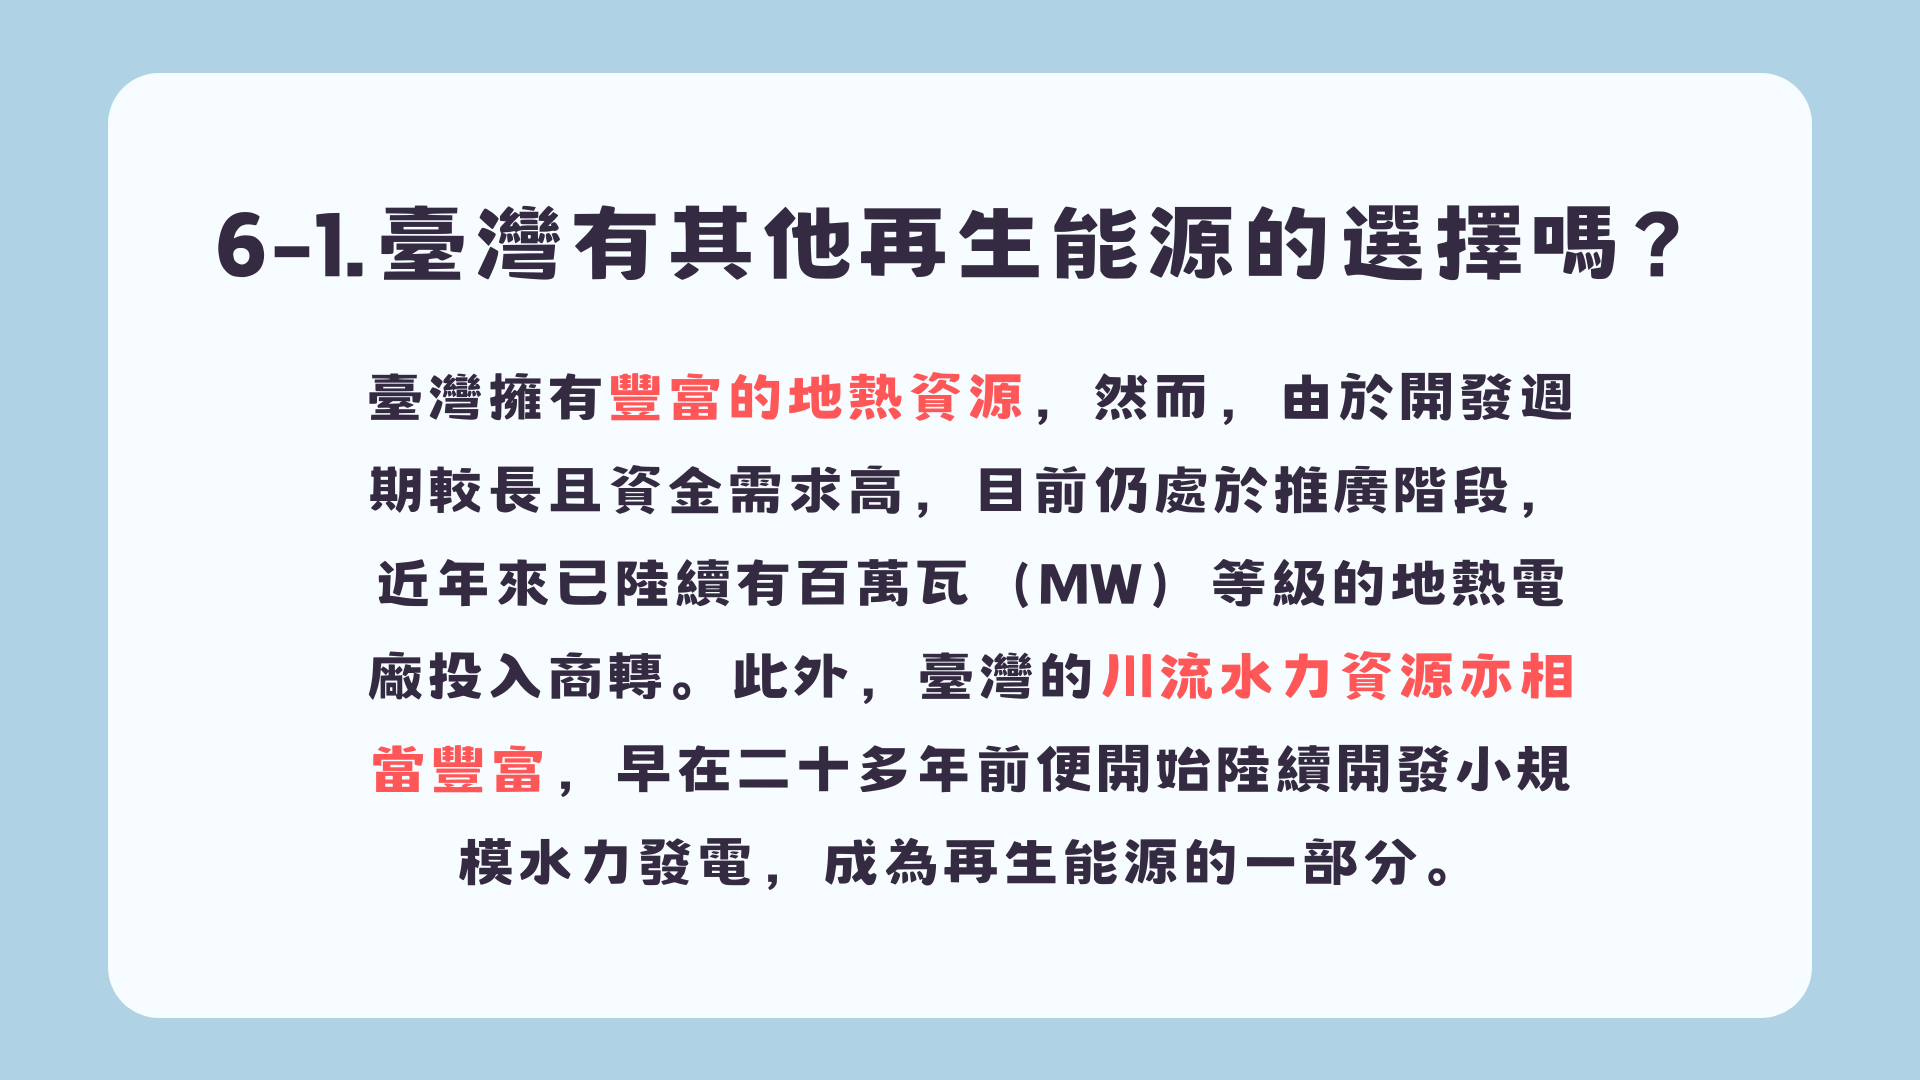 6-1.臺灣有其他再生能源的選擇嗎？
臺灣擁有豐富的地熱資源，然而，由於開發週
期較長且資金需求高，目前仍處於推廣階段，
近年來已陸續有百萬瓦（MW）等級的地熱電
廠投入商轉。此外，臺灣的川流水力資源亦相
當豐富，早在二十多年前便開始陸續開發小規
模水力發電，成為再生能源的一部分。